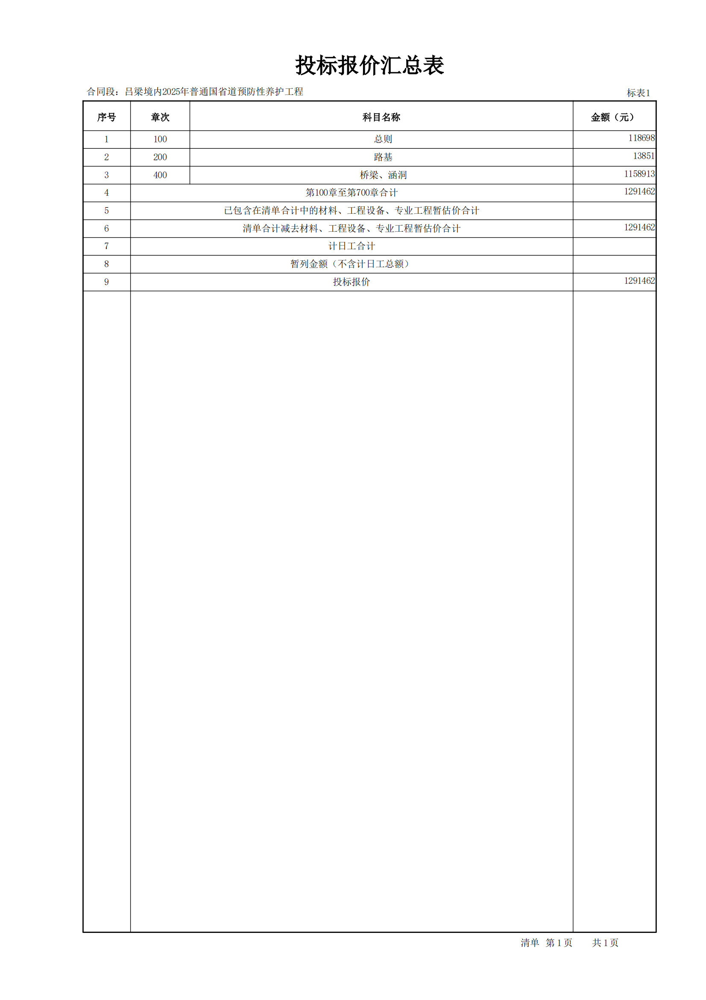 投标报价汇总表
合同段：吕梁境内2025年普通国省道预防性养护工程 标表1
序号 章次 科目名称 金额（元）
1 100 总则 118698
2 200 路基 13851
3 400 桥梁、涵洞 1158913
4 第100章至第700章合计 1291462
5 已包含在清单合计中的材料、工程设备、专业工程暂估价合计
6 清单合计减去材料、工程设备、专业工程暂估价合计 1291462
7 计日工合计
8 暂列金额（不含计日工总额）
9 投标报价 1291462
清单 第1页 共1页